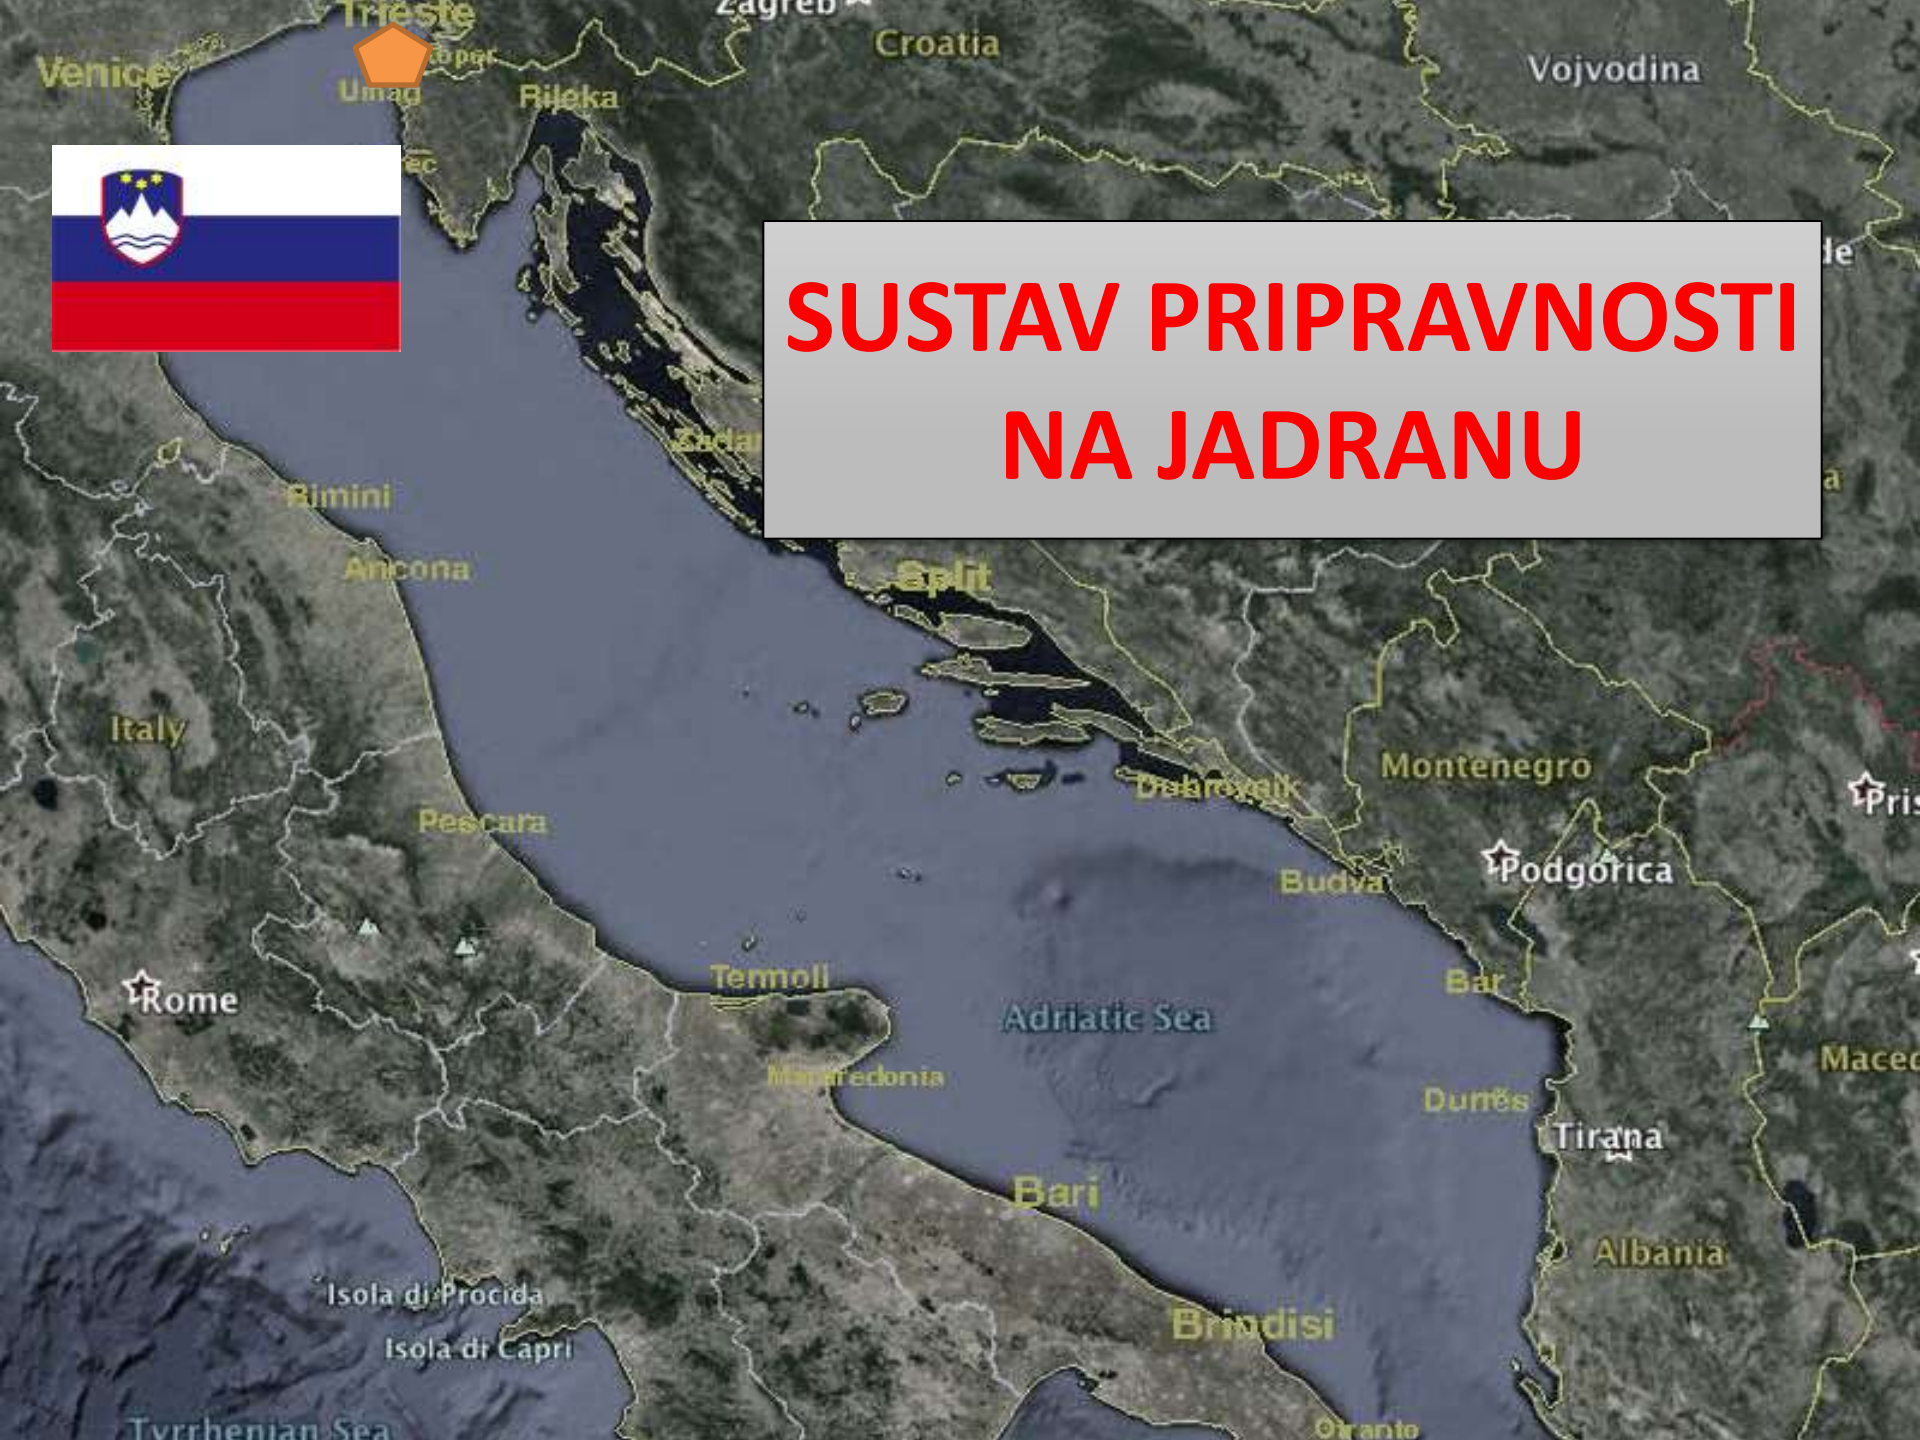 Trieste
Zagreb
Croatia
Vojvodina
Venice
Umag
Rijeka
SUSTAV PRIPRAVNOSTI
NA JADRANU
Zadar
Rimini
Ancona
Split
Italy
Montenegro
Dubrovnik
Pescara
Podgorica
Budva
Termoli
Bar
Rome
Adriatic Sea
Durrës
Tirana
Bari
Albania
Isola di Procida
Brindisi
Isola di Capri
Otranto
Tyrrhenian Sea